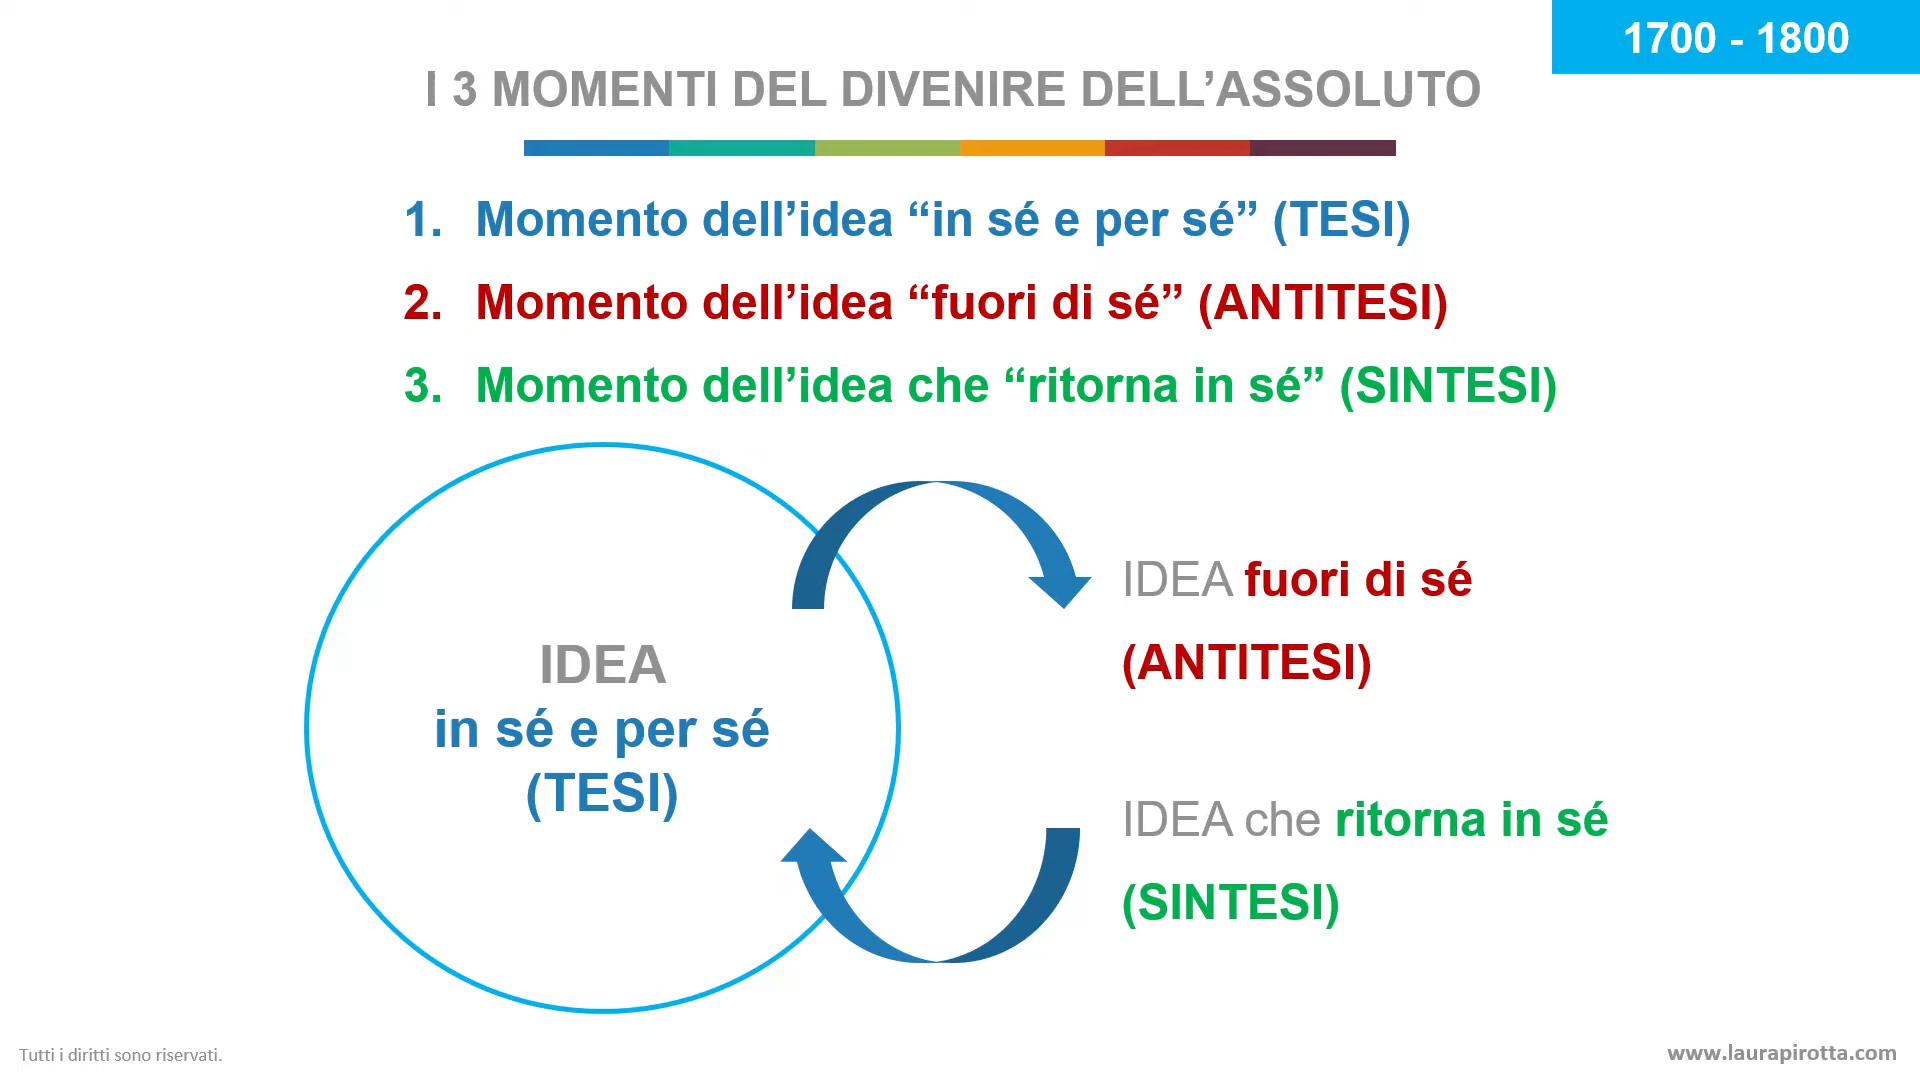 1700 - 1800
I 3 MOMENTI DEL DIVENIRE DELL’ASSOLUTO
1. Momento dell’idea “in sé e per sé” (TESI)
2. Momento dell’idea “fuori di sé” (ANTITESI)
3. Momento dell’idea che “ritorna in sé” (SINTESI)
IDEA
in sé e per sé
(TESI)
IDEA fuori di sé
(ANTITESI)
IDEA che ritorna in sé
(SINTESI)
Tutti i diritti sono riservati.
www.laurapirotta.com